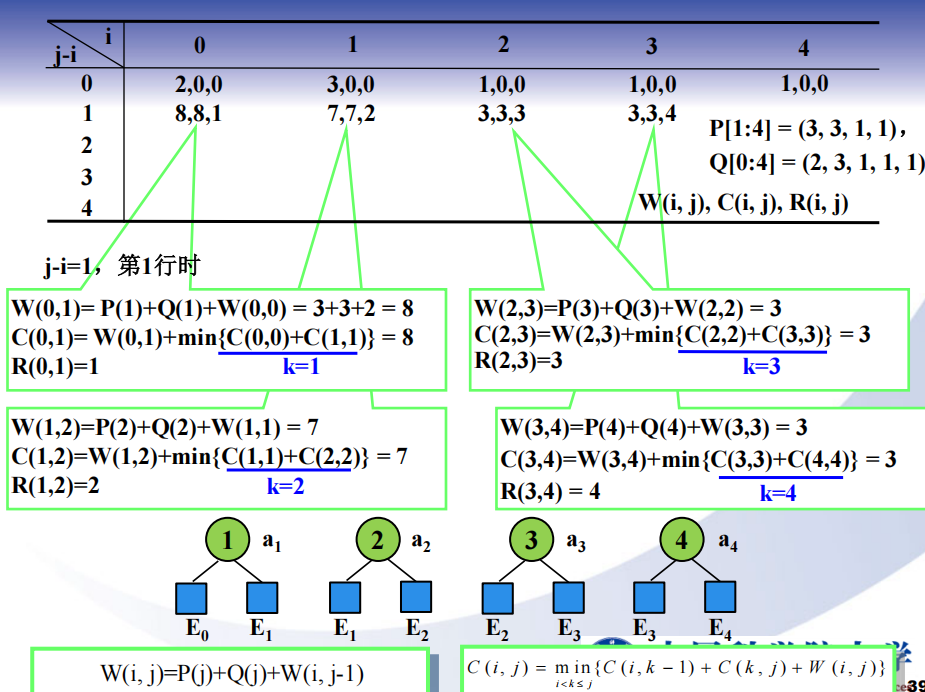 i
j-i
0 1 2 3 4
0 2,0,0 3,0,0 1,0,0 1,0,0 1,0,0
1 8,8,1 7,7,2 3,3,3 3,3,4
2
3
4
P[1:4] = (3, 3, 1, 1),
Q[0:4] = (2, 3, 1, 1, 1)
W(i, j), C(i, j), R(i, j)
j-i=1，第1行时
W(0,1)= P(1)+Q(1)+W(0,0) = 3+3+2 = 8
C(0,1)= W(0,1)+min{C(0,0)+C(1,1)} = 8
R(0,1)=1
k=1
W(2,3)=P(3)+Q(3)+W(2,2) = 3
C(2,3)=W(2,3)+min{C(2,2)+C(3,3)} = 3
R(2,3)=3
k=3
W(1,2)=P(2)+Q(2)+W(1,1) = 7
C(1,2)=W(1,2)+min{C(1,1)+C(2,2)} = 7
R(1,2)=2
k=2
W(3,4)=P(4)+Q(4)+W(3,3) = 3
C(3,4)=W(3,4)+min{C(3,3)+C(4,4)} = 3
R(3,4) = 4
k=4
1 a1 2 a2 3 a3 4 a4
E0 E1 E1 E2 E2 E3 E3 E4
W(i, j)=P(j)+Q(j)+W(i, j-1)
C(i, j) = min{C(i,k-1)+C(k,j)+W(i,j)}
i<k≤j
39